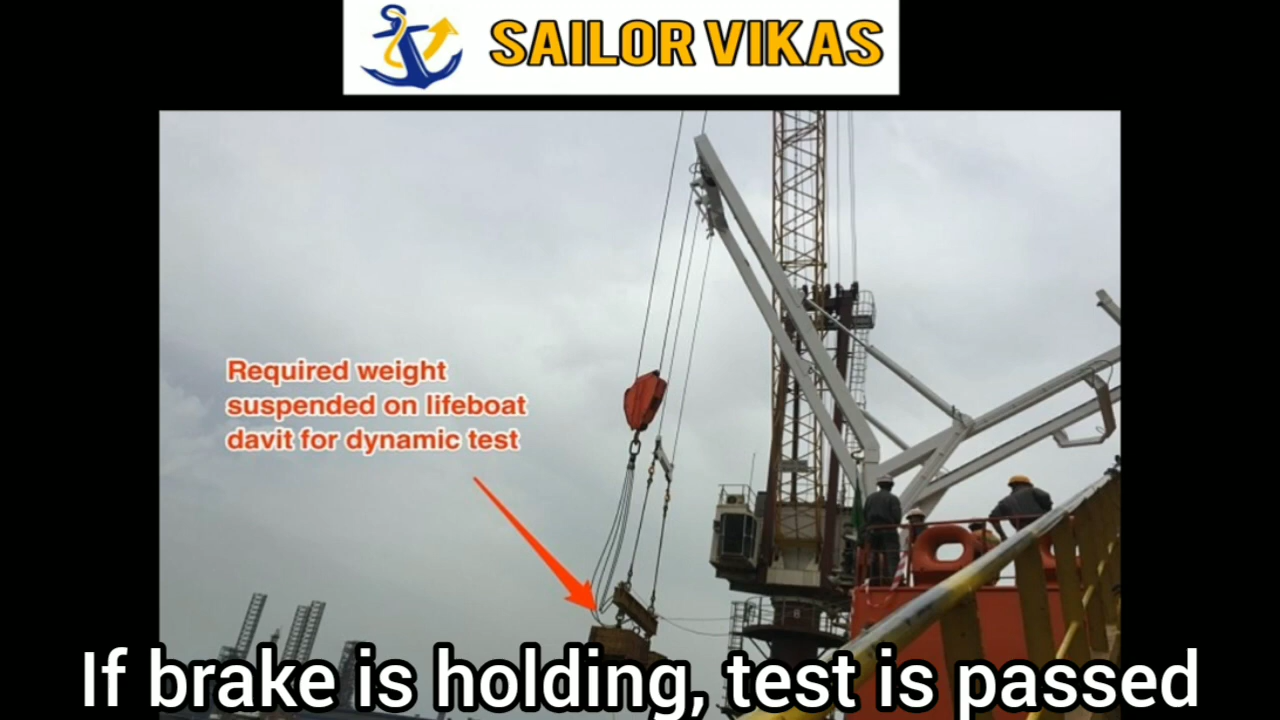 SAILOR VIKAS
Required weight
suspended on lifeboat
davit for dynamic test
If brake is holding, test is passed